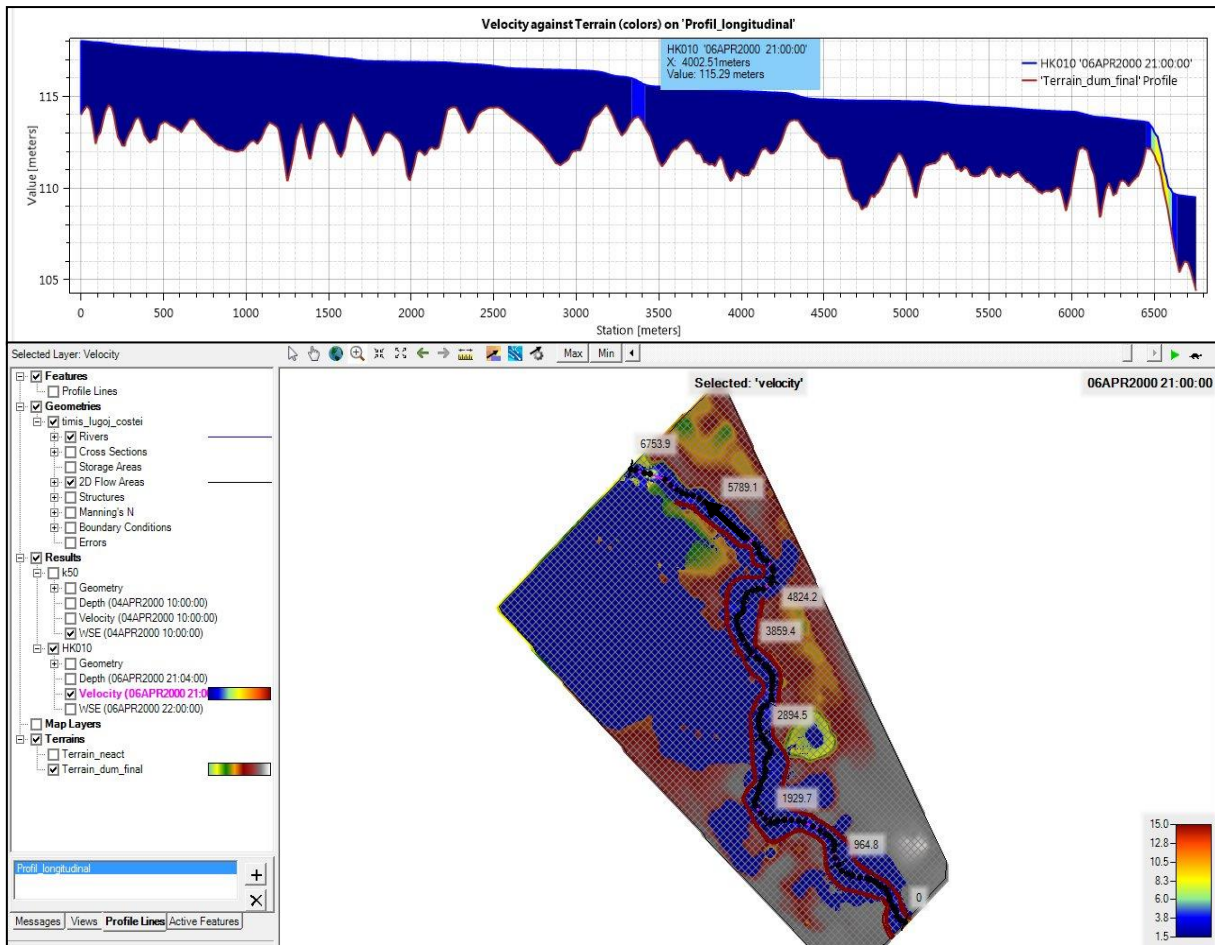 Velocity against Terrain (colors) on 'Profil_longitudinal'
HK010 '06APR2000 21:00:00'
X: 4002.51meters
Value: 115.29 meters
HK010 '06APR2000 21:00:00'
'Terrain_dum_final' Profile
Value [meters]
115
110
105
0 500 1000 1500 2000 2500 3000 3500 4000 4500 5000 5500 6000 6500
Station [meters]
Selected Layer: Velocity
Max Min
Features
Profile Lines
Geometries
timis_lugoj_costei
Rivers
Cross Sections
Storage Areas
2D Flow Areas
Structures
Manning's N
Boundary Conditions
Errors
Results
k50
Geometry
Depth (04APR2000 10:00:00)
Velocity (04APR2000 10:00:00)
WSE (04APR2000 10:00:00)
HK010
Geometry
Depth (06APR2000 21:04:00)
Velocity (06APR2000 21:0
WSE (06APR2000 22:00:00)
Map Layers
Terrains
Terrain_neact
Terrain_dum_final
Profil_longitudinal
Messages Views Profile Lines Active Features
Selected: 'velocity'
06APR2000 21:00:00
6753.9
5789.1
4824.2
3859.4
2894.5
1929.7
964.8
0
15.0
12.8
10.5
8.3
6.0
3.8
1.5